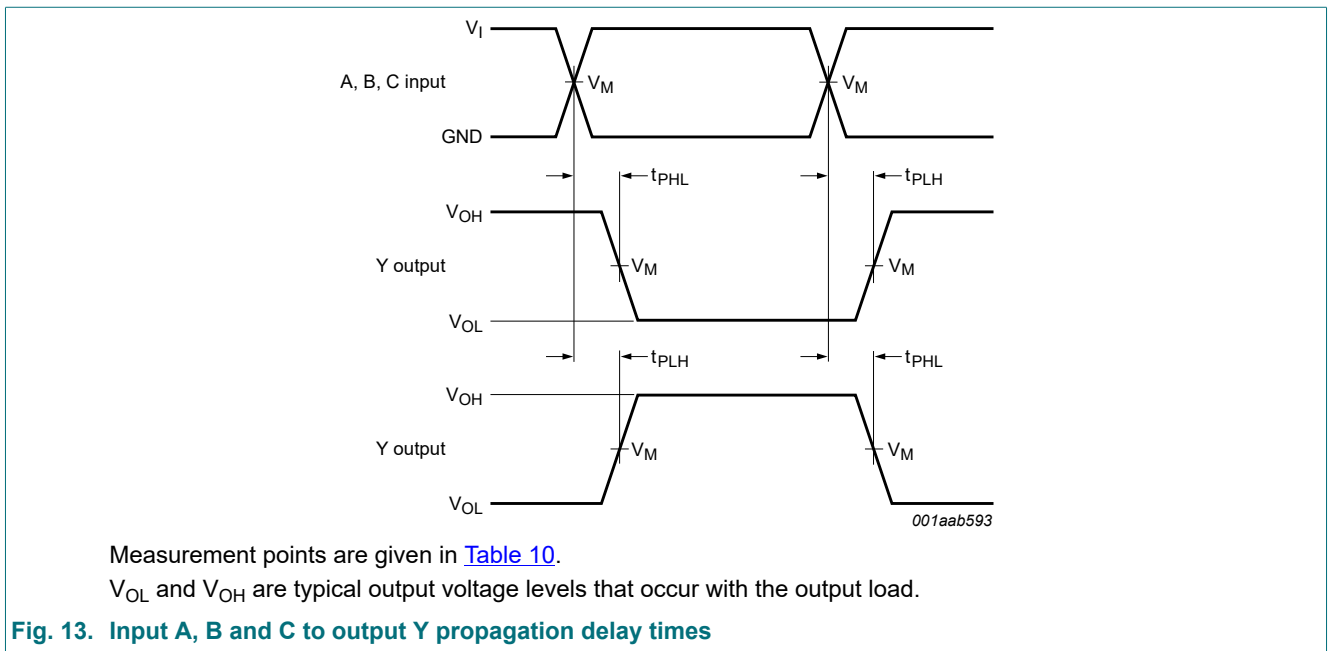 VI
A, B, C input
VM
VM
GND
tPHL
tPLH
VOH
Y output
VM
VM
VOL
tPLH
tPHL
VOH
Y output
VM
VM
VOL
001aab593
Measurement points are given in Table 10.
VOL and VOH are typical output voltage levels that occur with the output load.
Fig. 13. Input A, B and C to output Y propagation delay times